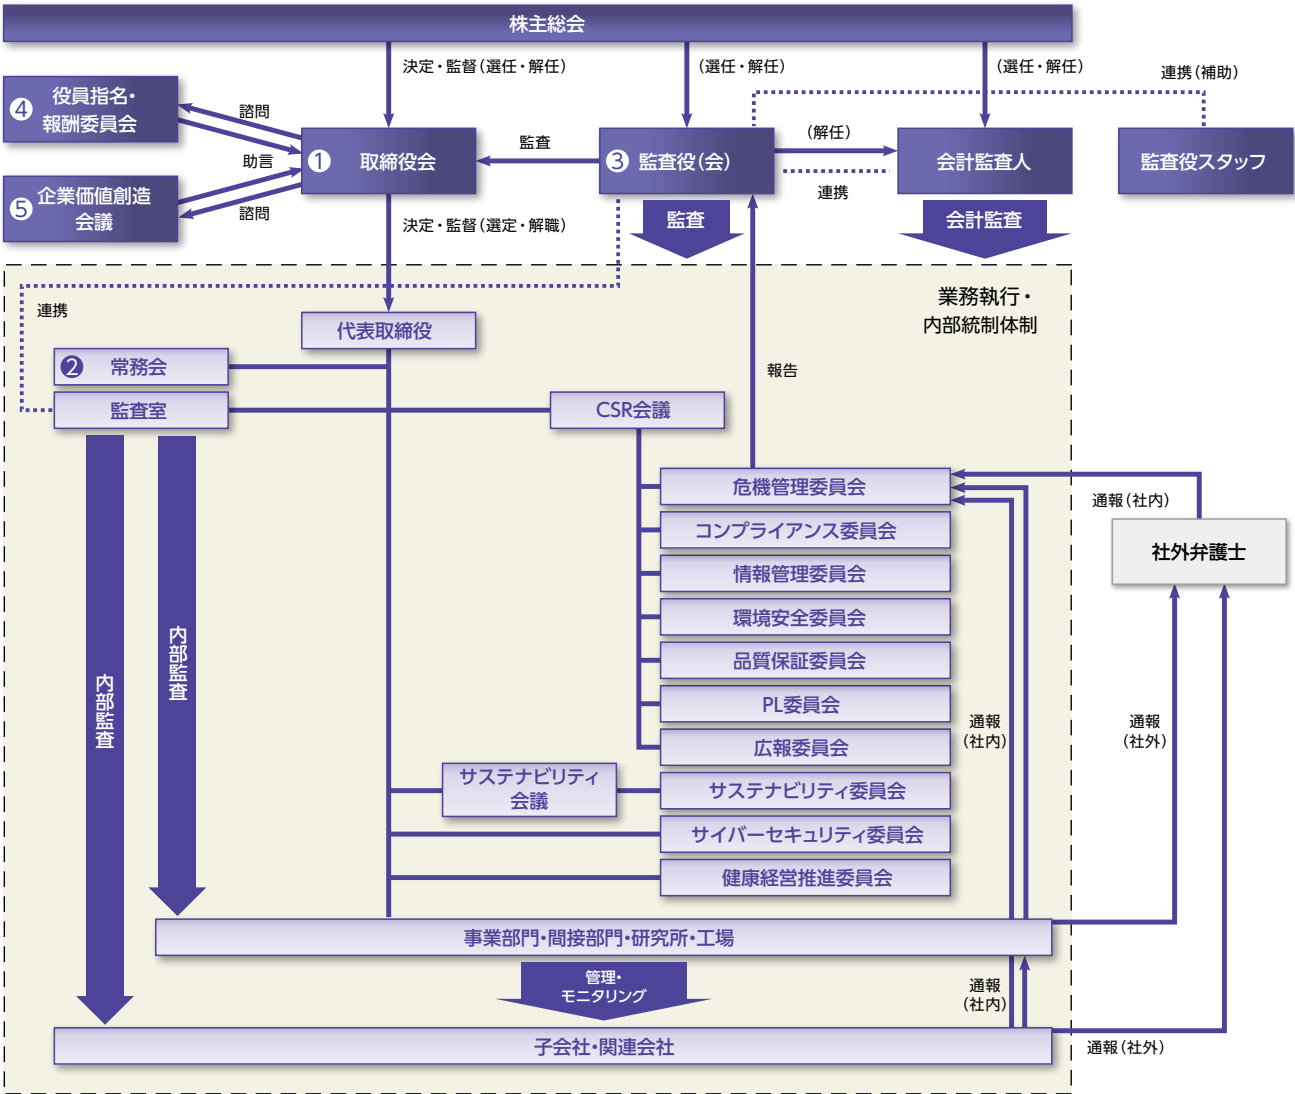 株主総会
決定・監督（選任・解任）
（選任・解任）
（選任・解任）
連携（補助）
④ 役員指名・
報酬委員会
諮問
助言
① 取締役会
監査
③ 監査役（会）
（解任）
連携
会計監査人
監査役スタッフ
⑤ 企業価値創造
会議
諮問
決定・監督（選定・解職）
監査
会計監査
業務執行・
内部統制体制
連携
代表取締役
② 常務会
監査室
CSR会議
報告
危機管理委員会
コンプライアンス委員会
情報管理委員会
環境安全委員会
品質保証委員会
PL委員会
広報委員会
サステナビリティ
会議
サステナビリティ委員会
サイバーセキュリティ委員会
健康経営推進委員会
通報（社内）
社外弁護士
内部監査
内部監査
通報
（社内）
通報
（社外）
事業部門・間接部門・研究所・工場
管理・
モニタリング
通報
（社内）
子会社・関連会社
通報（社外）